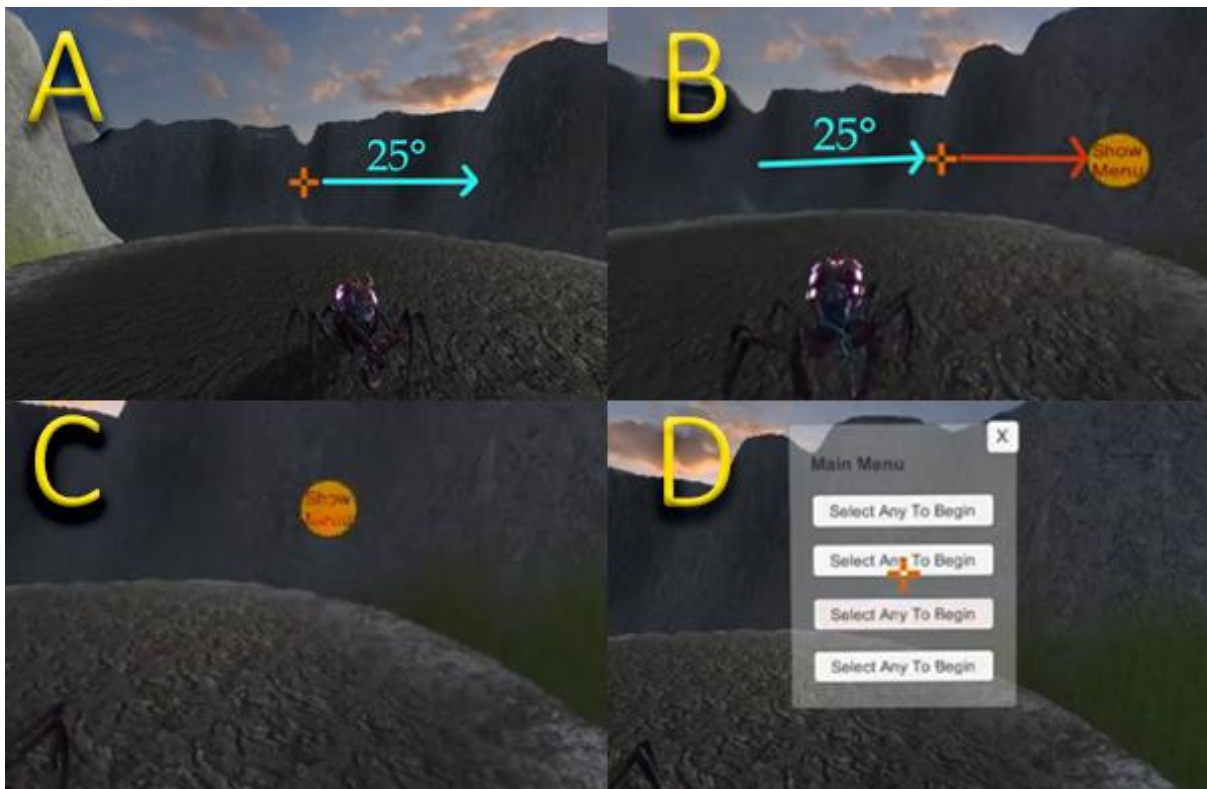 A
25°
B
25°
Show
Menu
C
Show
Menu
D
X
Main Menu
Select Any To Begin
Select Any To Begin
Select Any To Begin
Select Any To Begin